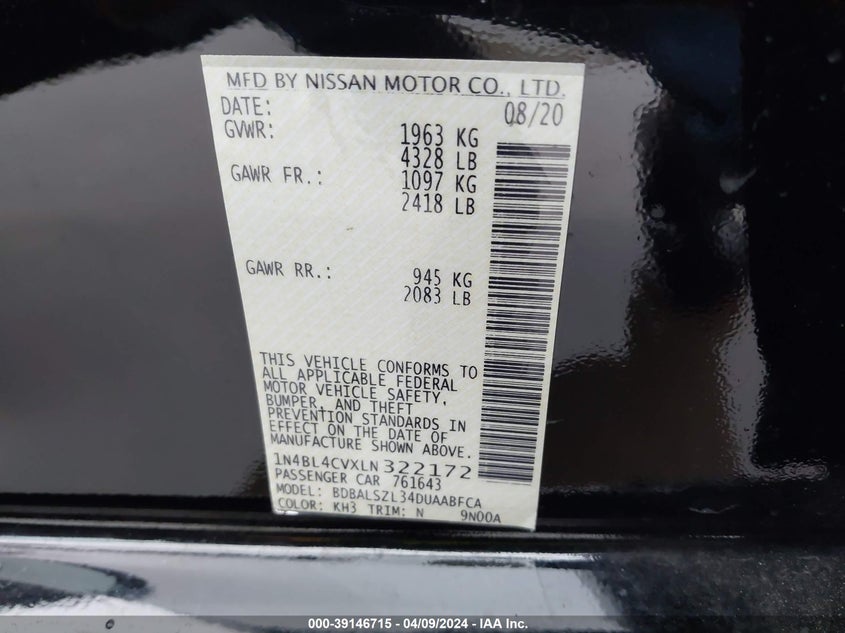 MFD BY NISSAN MOTOR CO., LTD.
DATE: 08/20
GVWR: 1963 KG
4328 LB
GAWR FR.: 1097 KG
2418 LB
GAWR RR.: 945 KG
2083 LB
THIS VEHICLE CONFORMS TO
ALL APPLICABLE FEDERAL
MOTOR VEHICLE SAFETY,
BUMPER, AND THEFT
PREVENTION STANDARDS IN
EFFECT ON THE DATE OF
MANUFACTURE SHOWN ABOVE.
1N4BL4CVXLN322172
PASSENGER CAR 761643
MODEL: BDBALSZL34DUAABFCA
COLOR: KH3 TRIM: N 9N00A
000-39146715 - 04/09/2024 - IAA Inc.